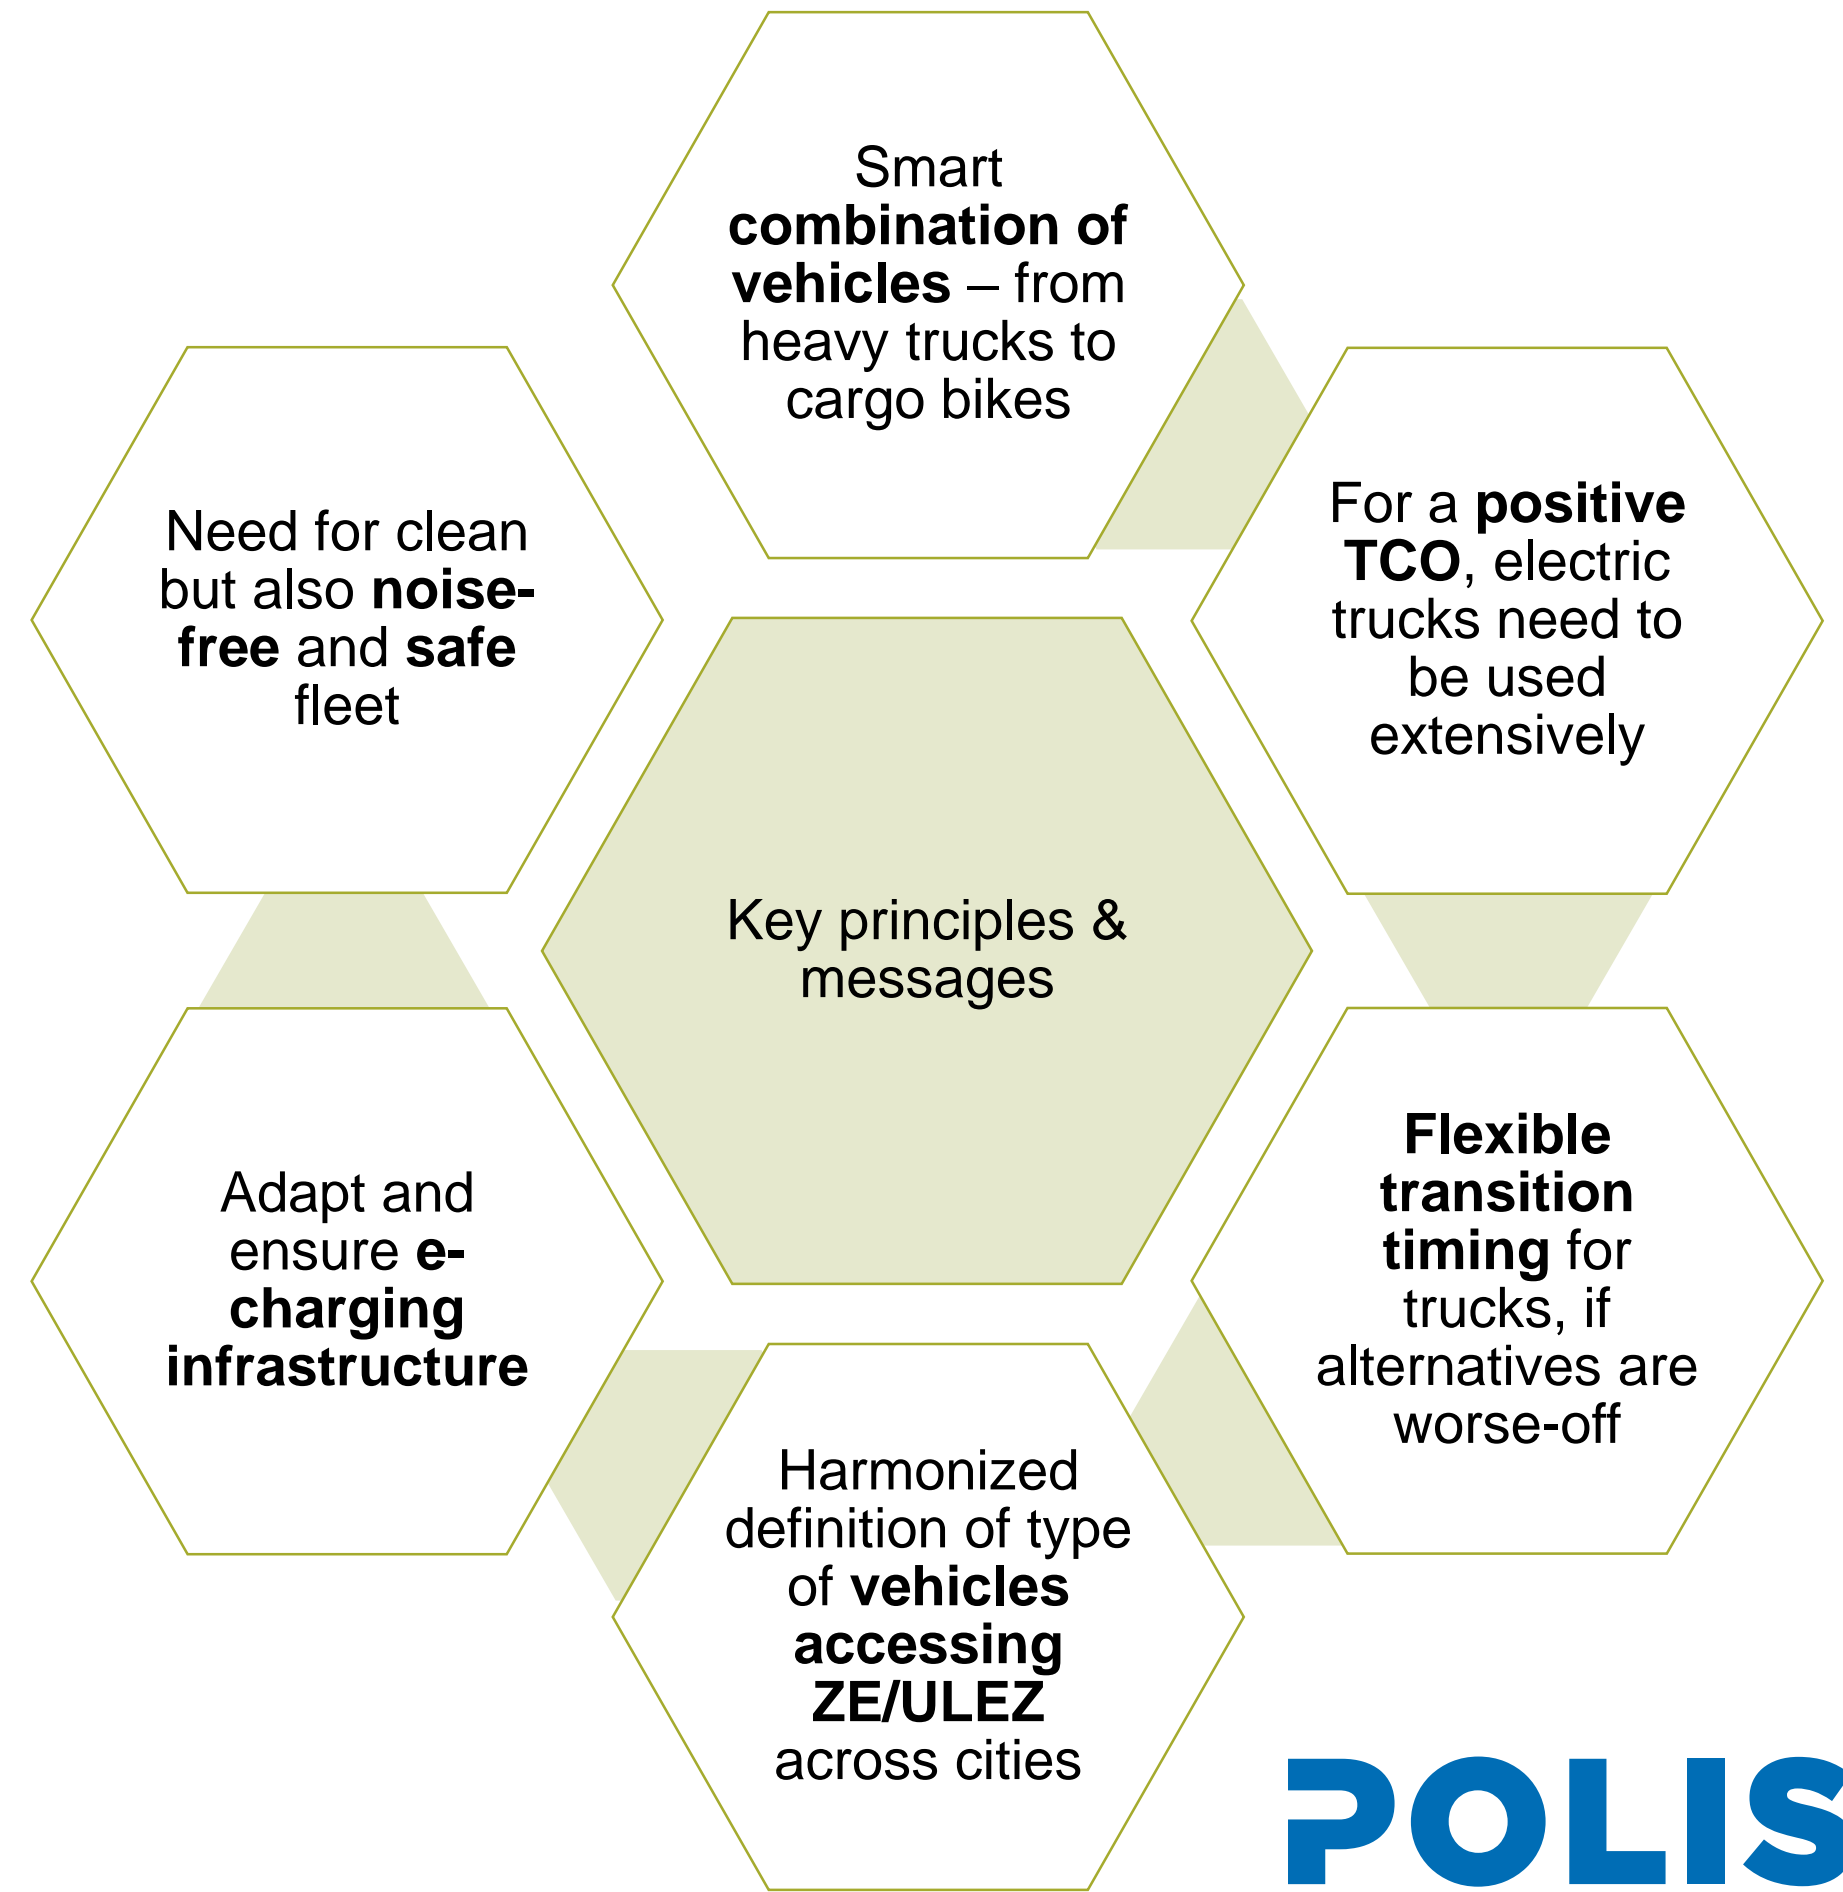 Smart
combination of
vehicles – from
heavy trucks to
cargo bikes
For a positive
TCO, electric
trucks need to
be used
extensively
Flexible
transition
timing for
trucks, if
alternatives are
worse-off
Harmonized
definition of type
of vehicles
accessing
ZE/ULEZ
across cities
Adapt and
ensure e-
charging
infrastructure
Need for clean
but also noise-
free and safe
fleet
Key principles &
messages
POLIS